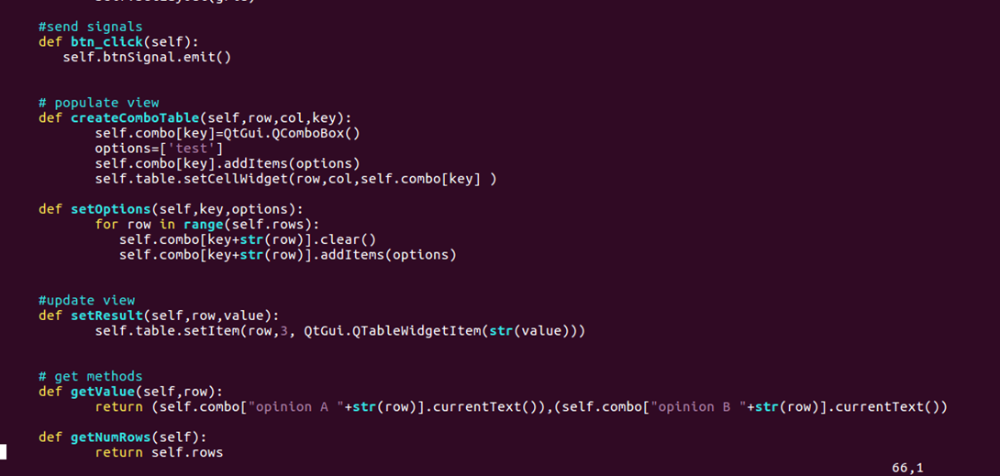 #send signals
def btn_click(self):
   self.btnSignal.emit()
# populate view
def createComboTable(self,row,col,key):
       self.combo[key]=QtGui.QComboBox()
       options=['test']
       self.combo[key].addItems(options)
       self.table.setCellWidget(row,col,self.combo[key] )
def setOptions(self,key,options):
       for row in range(self.rows):
          self.combo[key+str(row)].clear()
          self.combo[key+str(row)].addItems(options)
#update view
def setResult(self,row,value):
       self.table.setItem(row,3, QtGui.QTableWidgetItem(str(value)))
# get methods
def getValue(self,row):
       return (self.combo["opinion A "+str(row)].currentText()),(self.combo["opinion B "+str(row)].currentText())
def getNumRows(self):
       return self.rows
66,1